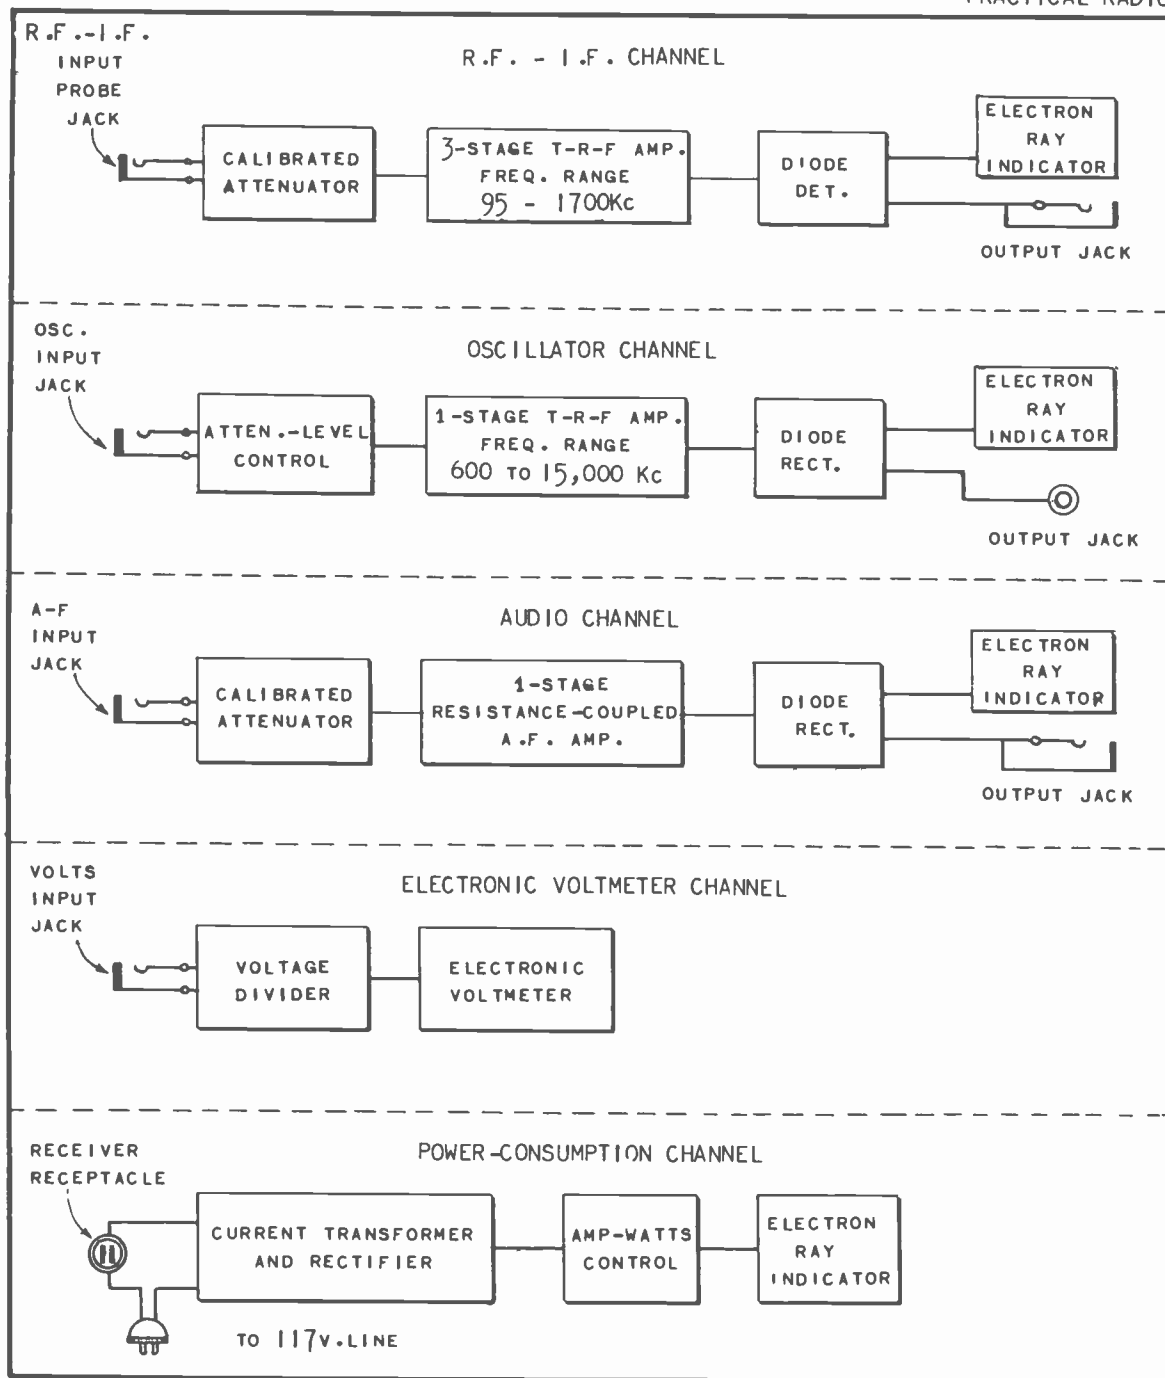 PRACTICAL RADIO
R.F.-I.F.
INPUT
PROBE
JACK
R.F. - I.F. CHANNEL
CALIBRATED
ATTENUATOR
3-STAGE T-R-F AMP.
FREQ. RANGE
95 - 1700Kc
DIODE
DET.
ELECTRON
RAY
INDICATOR
OUTPUT JACK
OSC.
INPUT
JACK
OSCILLATOR CHANNEL
ATTEN.-LEVEL
CONTROL
1-STAGE T-R-F AMP.
FREQ. RANGE
600 TO 15,000 Kc
DIODE
RECT.
ELECTRON
RAY
INDICATOR
OUTPUT JACK
A-F
INPUT
JACK
AUDIO CHANNEL
CALIBRATED
ATTENUATOR
1-STAGE
RESISTANCE-COUPLED
A.F. AMP.
DIODE
RECT.
ELECTRON
RAY
INDICATOR
OUTPUT JACK
VOLTS
INPUT
JACK
ELECTRONIC VOLTMETER CHANNEL
VOLTAGE
DIVIDER
ELECTRONIC
VOLTMETER
RECEIVER
RECEPTACLE
POWER-CONSUMPTION CHANNEL
CURRENT TRANSFORMER
AND RECTIFIER
AMP-WATTS
CONTROL
ELECTRON
RAY
INDICATOR
TO 117V.LINE